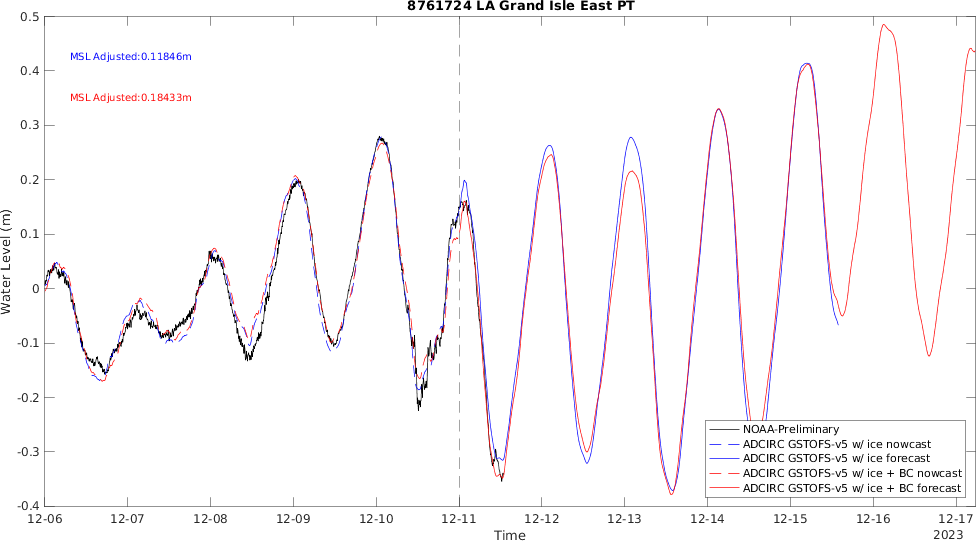 8761724 LA Grand Isle East PT
MSL Adjusted:0.11846m
MSL Adjusted:0.18433m
Water Level (m)
0.5
0.4
0.3
0.2
0.1
0
-0.1
-0.2
-0.3
-0.4
NOAA-Preliminary
ADCIRC GSTOFS-v5 w/ ice nowcast
ADCIRC GSTOFS-v5 w/ ice forecast
ADCIRC GSTOFS-v5 w/ ice + BC nowcast
ADCIRC GSTOFS-v5 w/ ice + BC forecast
12-06 12-07 12-08 12-09 12-10 12-11 12-12 12-13 12-14 12-15 12-16 12-17
Time
2023